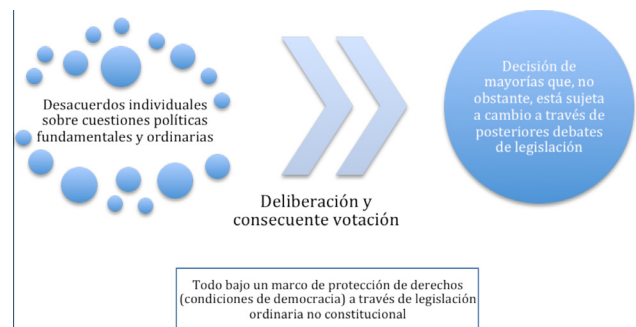 Desacuerdos individuales
sobre cuestiones políticas
fundamentales y ordinarias
Deliberación y
consecuente votación
Decisión de
mayorías que, no
obstante, está sujeta
a cambio a través de
posteriores debates
de legislación
Todo bajo un marco de protección de derechos
(condiciones de democracia) a través de legislación
ordinaria no constitucional